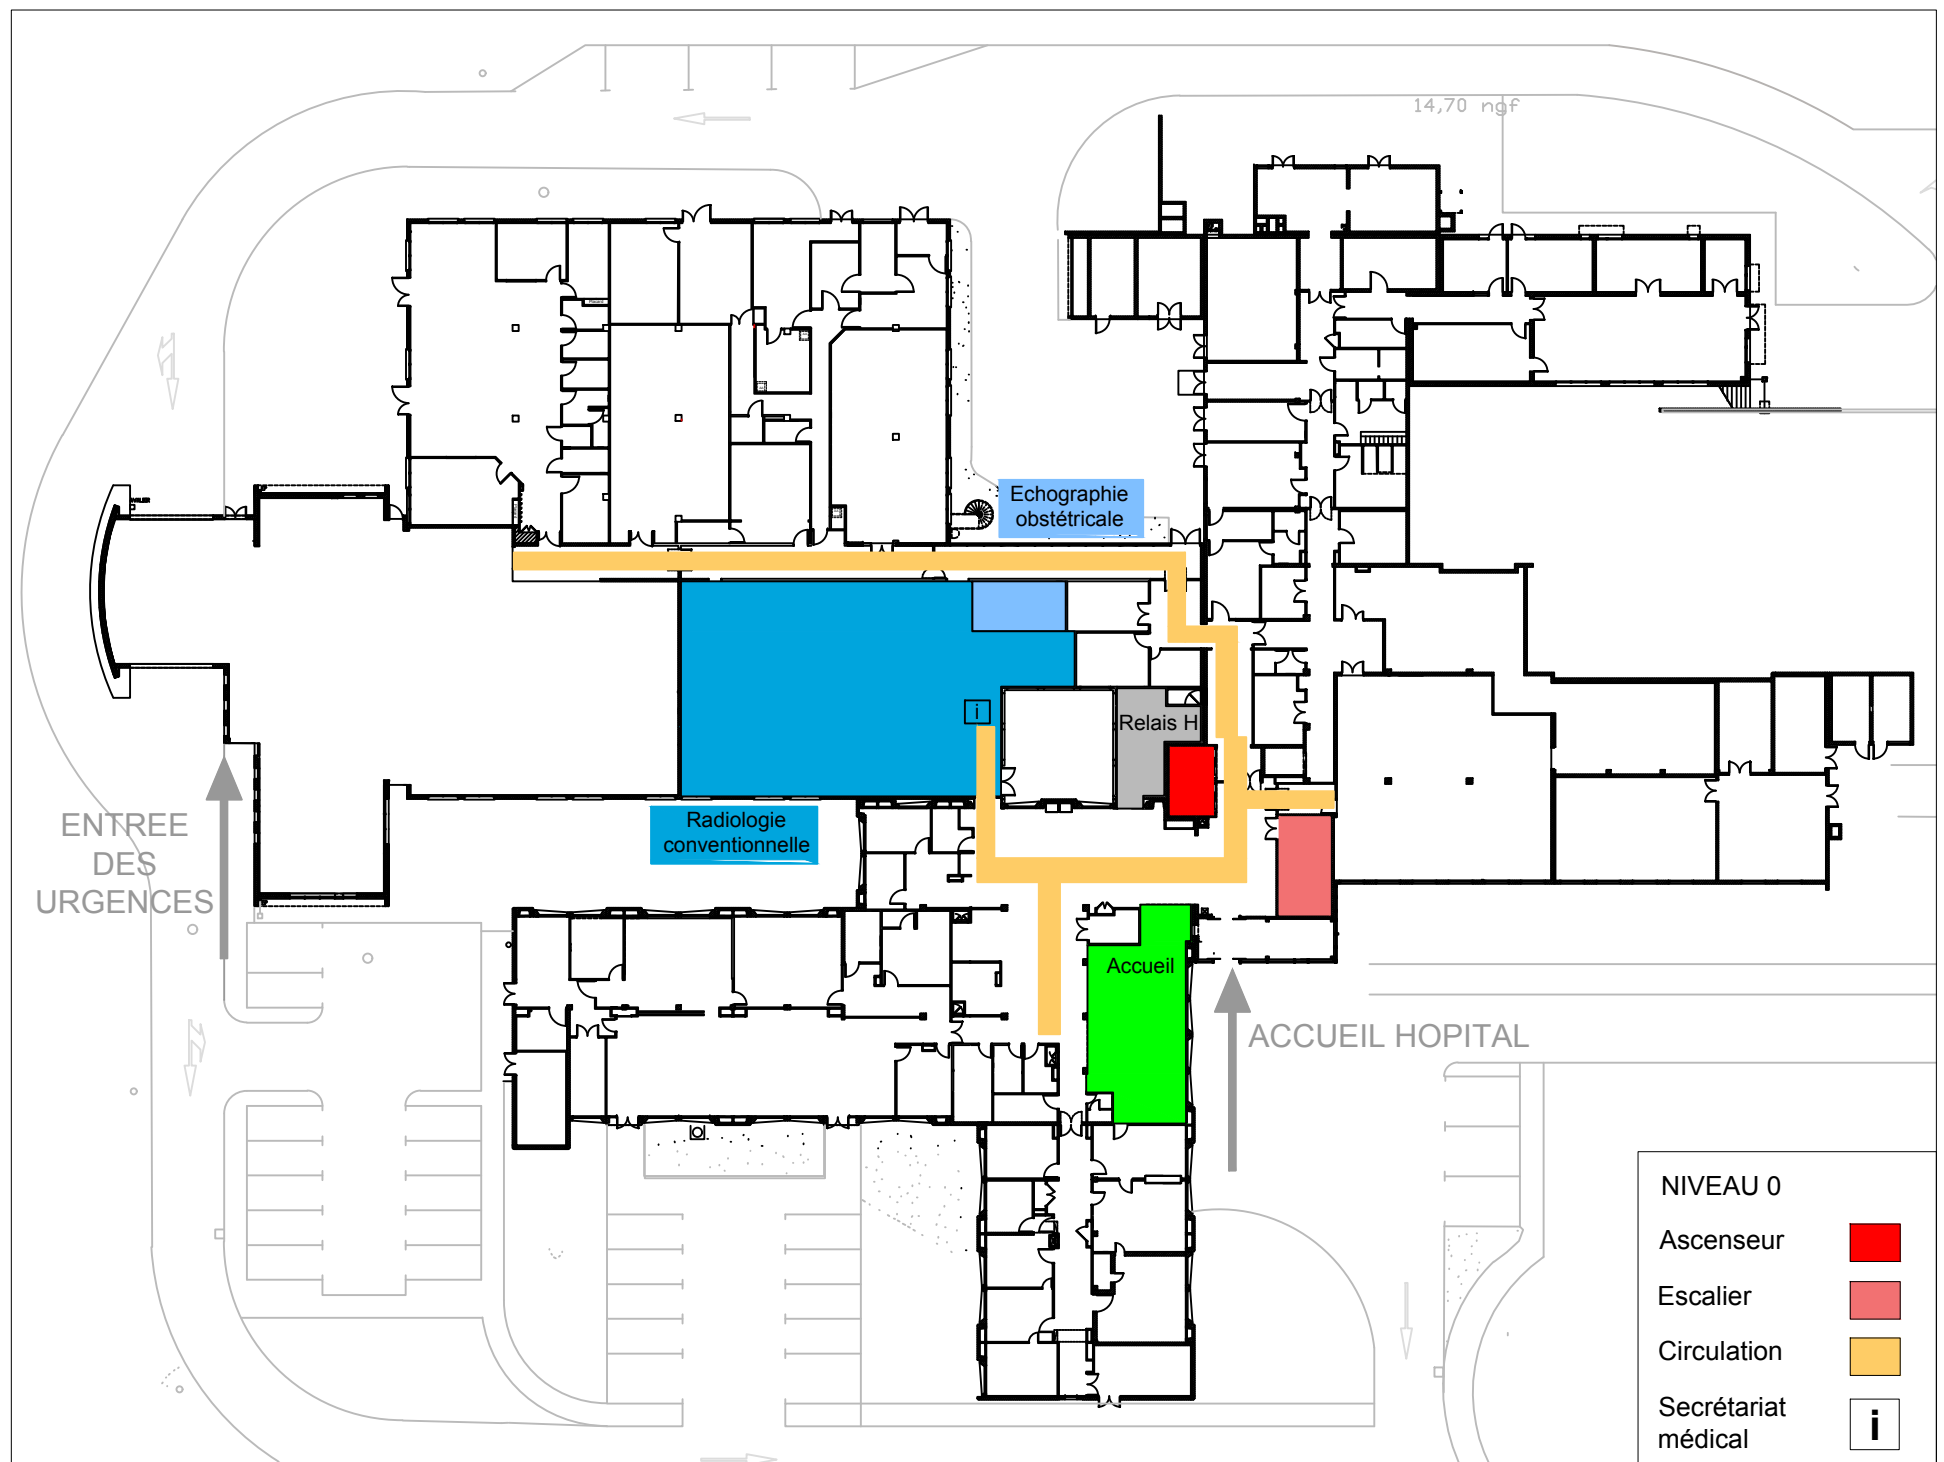 14,70 ngf
Echographie
obstétricale
i
Relais H
Radiologie
conventionnelle
ENTREE
DES
URGENCES
Accueil
ACCUEIL HOPITAL
NIVEAU 0
Ascenseur
Escalier
Circulation
Secrétariat
médical
i